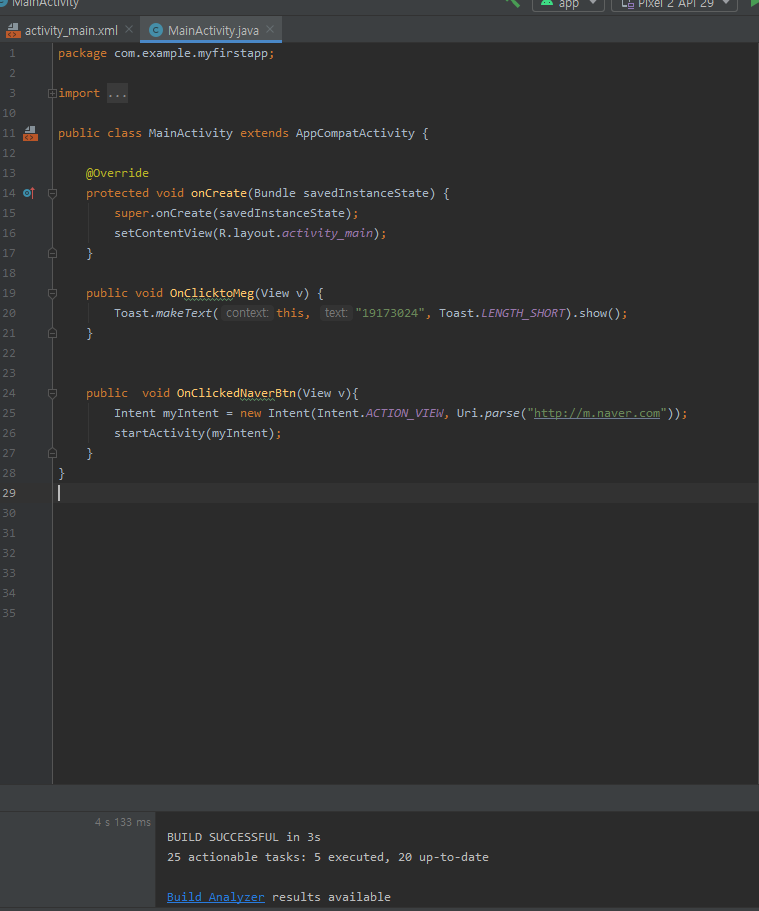 MainActivity
app
Pixel 2 API 29
activity_main.xml
MainActivity.java
1 package com.example.myfirstapp;
2
3 import ...
10
11 public class MainActivity extends AppCompatActivity {
12
13 @Override
14 protected void onCreate(Bundle savedInstanceState) {
15 super.onCreate(savedInstanceState);
16 setContentView(R.layout.activity_main);
17 }
18
19 public void OnClicktoMeg(View v) {
20 Toast.makeText( context: this, text: "19173024", Toast.LENGTH_SHORT).show();
21 }
22
23
24 public  void OnClickedNaverBtn(View v){
25 Intent myIntent = new Intent(Intent.ACTION_VIEW, Uri.parse("http://m.naver.com"));
26 startActivity(myIntent);
27 }
28 }
29
30
31
32
33
34
35
4 s 133 ms
BUILD SUCCESSFUL in 3s
25 actionable tasks: 5 executed, 20 up-to-date
Build Analyzer results available